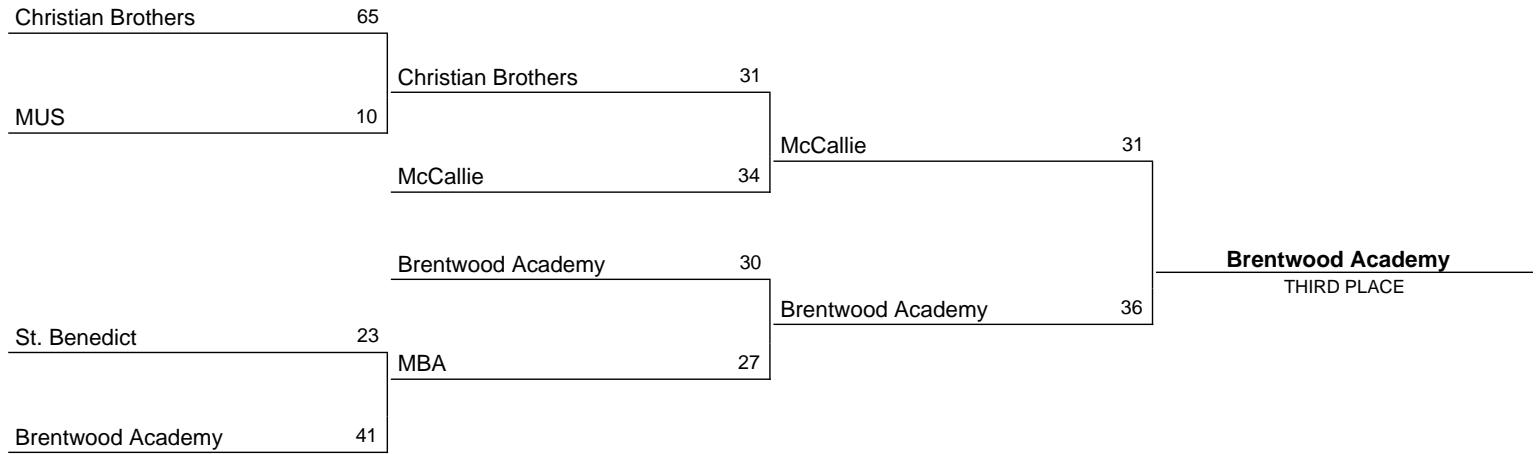 Christian Brothers 65
MUS 10
Christian Brothers 31
McCallie 34
McCallie 31
Brentwood Academy 30
MBA 27
Brentwood Academy 36
St. Benedict 23
Brentwood Academy 41
Brentwood Academy
THIRD PLACE